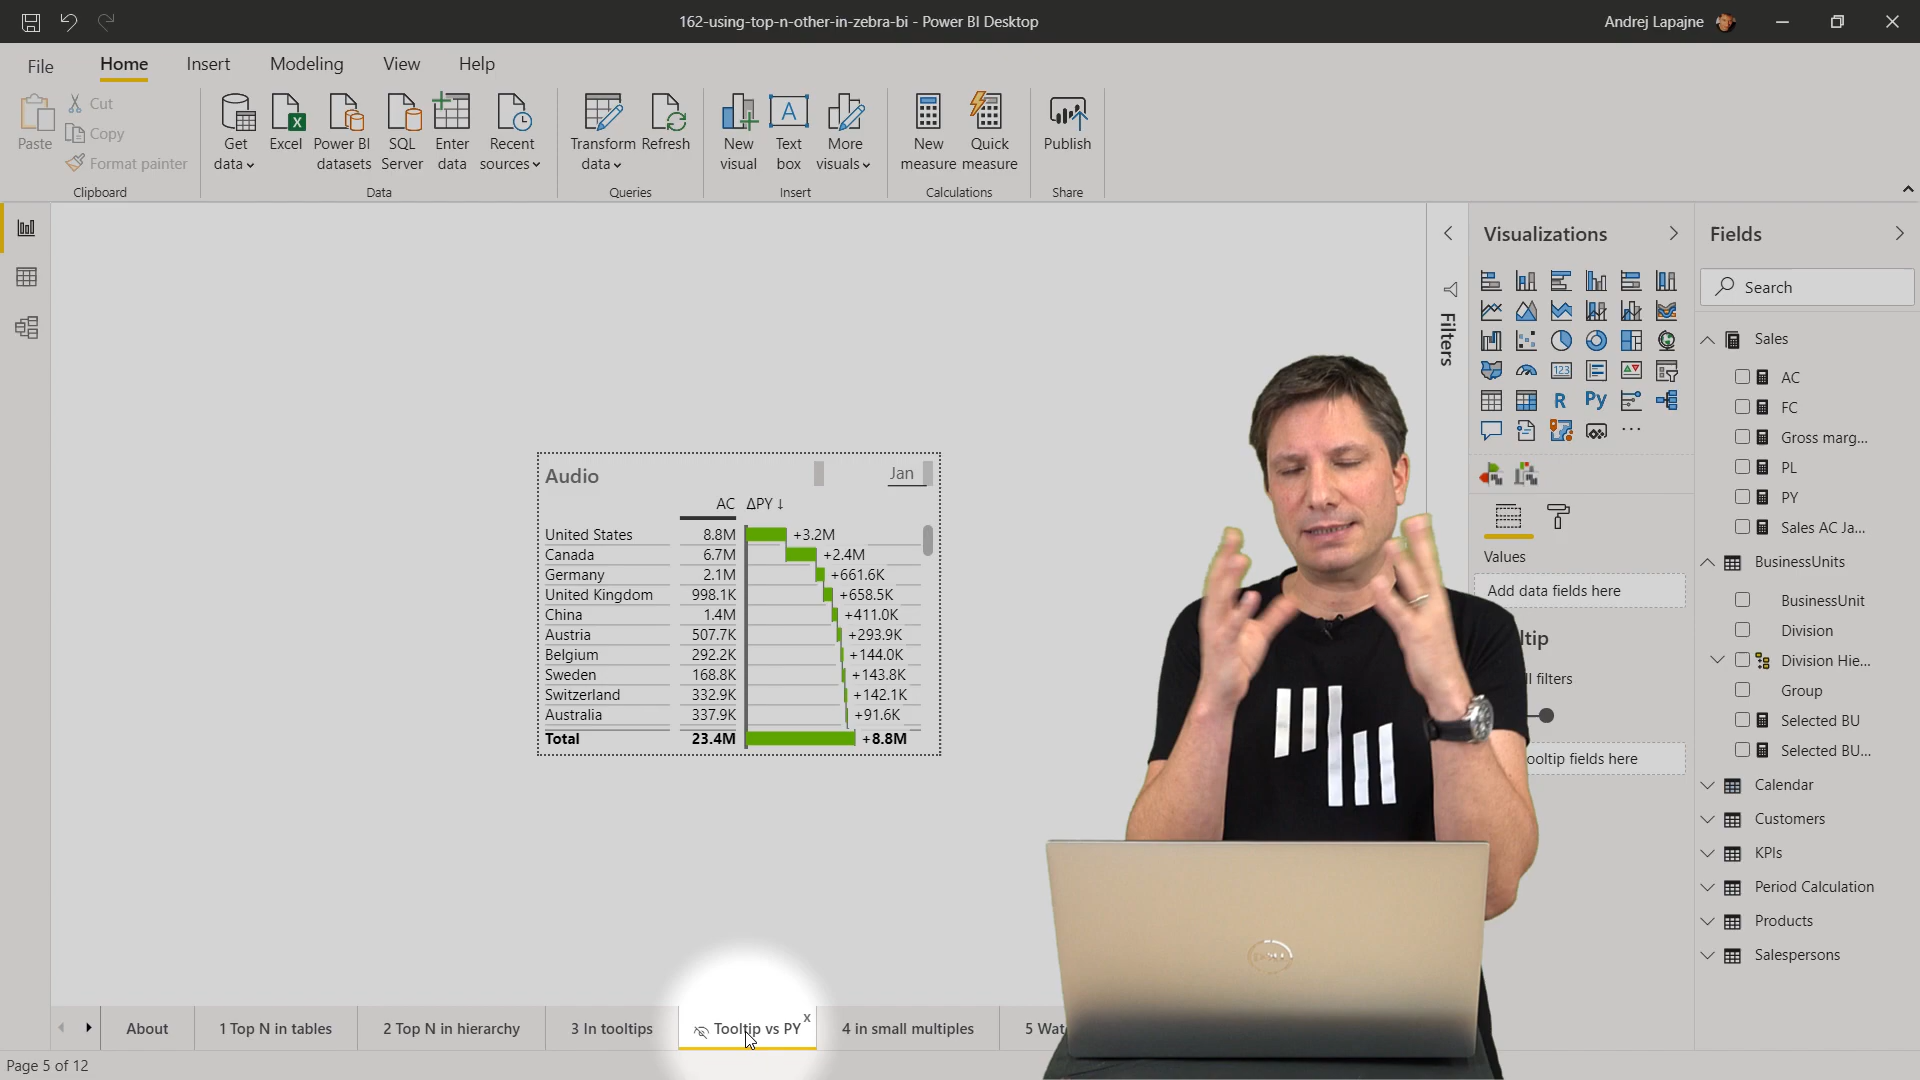 162-using-top-n-other-in-zebra-bi - Power BI Desktop
Andrej Lapajne
File
Home
Insert
Modeling
View
Help
Paste
Cut
Copy
Format painter
Clipboard
Get data
Excel
Power BI datasets
SQL Server
Enter data
Recent sources
Data
Transform data
Refresh
Queries
New visual
Text box
More visuals
Insert
New measure
Quick measure
Calculations
Publish
Share
Audio
Jan
AC ΔPY ↓
United States 8.8M +3.2M
Canada 6.7M +2.4M
Germany 2.1M +661.6K
United Kingdom 998.1K +658.5K
China 1.4M +411.0K
Austria 507.7K +293.9K
Belgium 292.2K +144.0K
Sweden 168.8K +143.8K
Switzerland 332.9K +142.1K
Australia 337.9K +91.6K
Total 23.4M +8.8M
Filters
Visualizations
R
Py
123
Values
Add data fields here
ltip
ll filters
ooltip fields here
Fields
Search
Sales
AC
FC
Gross marg...
PL
PY
Sales AC Ja...
BusinessUnits
BusinessUnit
Division
Division Hie...
Group
Selected BU
Selected BU...
Calendar
Customers
KPIs
Period Calculation
Products
Salespersons
DELL
About
1 Top N in tables
2 Top N in hierarchy
3 In tooltips
Tooltip vs PY
x
4 in small multiples
5 Wat
Page 5 of 12